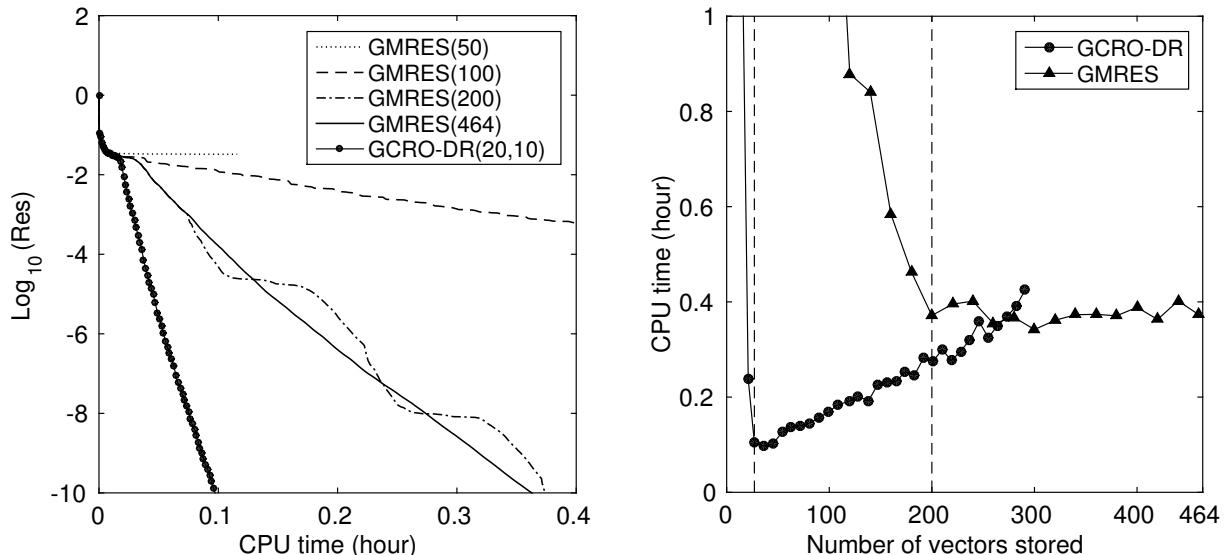 2
0
-2
-4
-6
-8
-10
Log10(Res)
0
0.1
0.2
0.3
0.4
CPU time (hour)
GMRES(50)
GMRES(100)
GMRES(200)
GMRES(464)
GCRO-DR(20,10)
1
0.8
0.6
0.4
0.2
0
CPU time (hour)
0
100
200
300
400
464
Number of vectors stored
GCRO-DR
GMRES